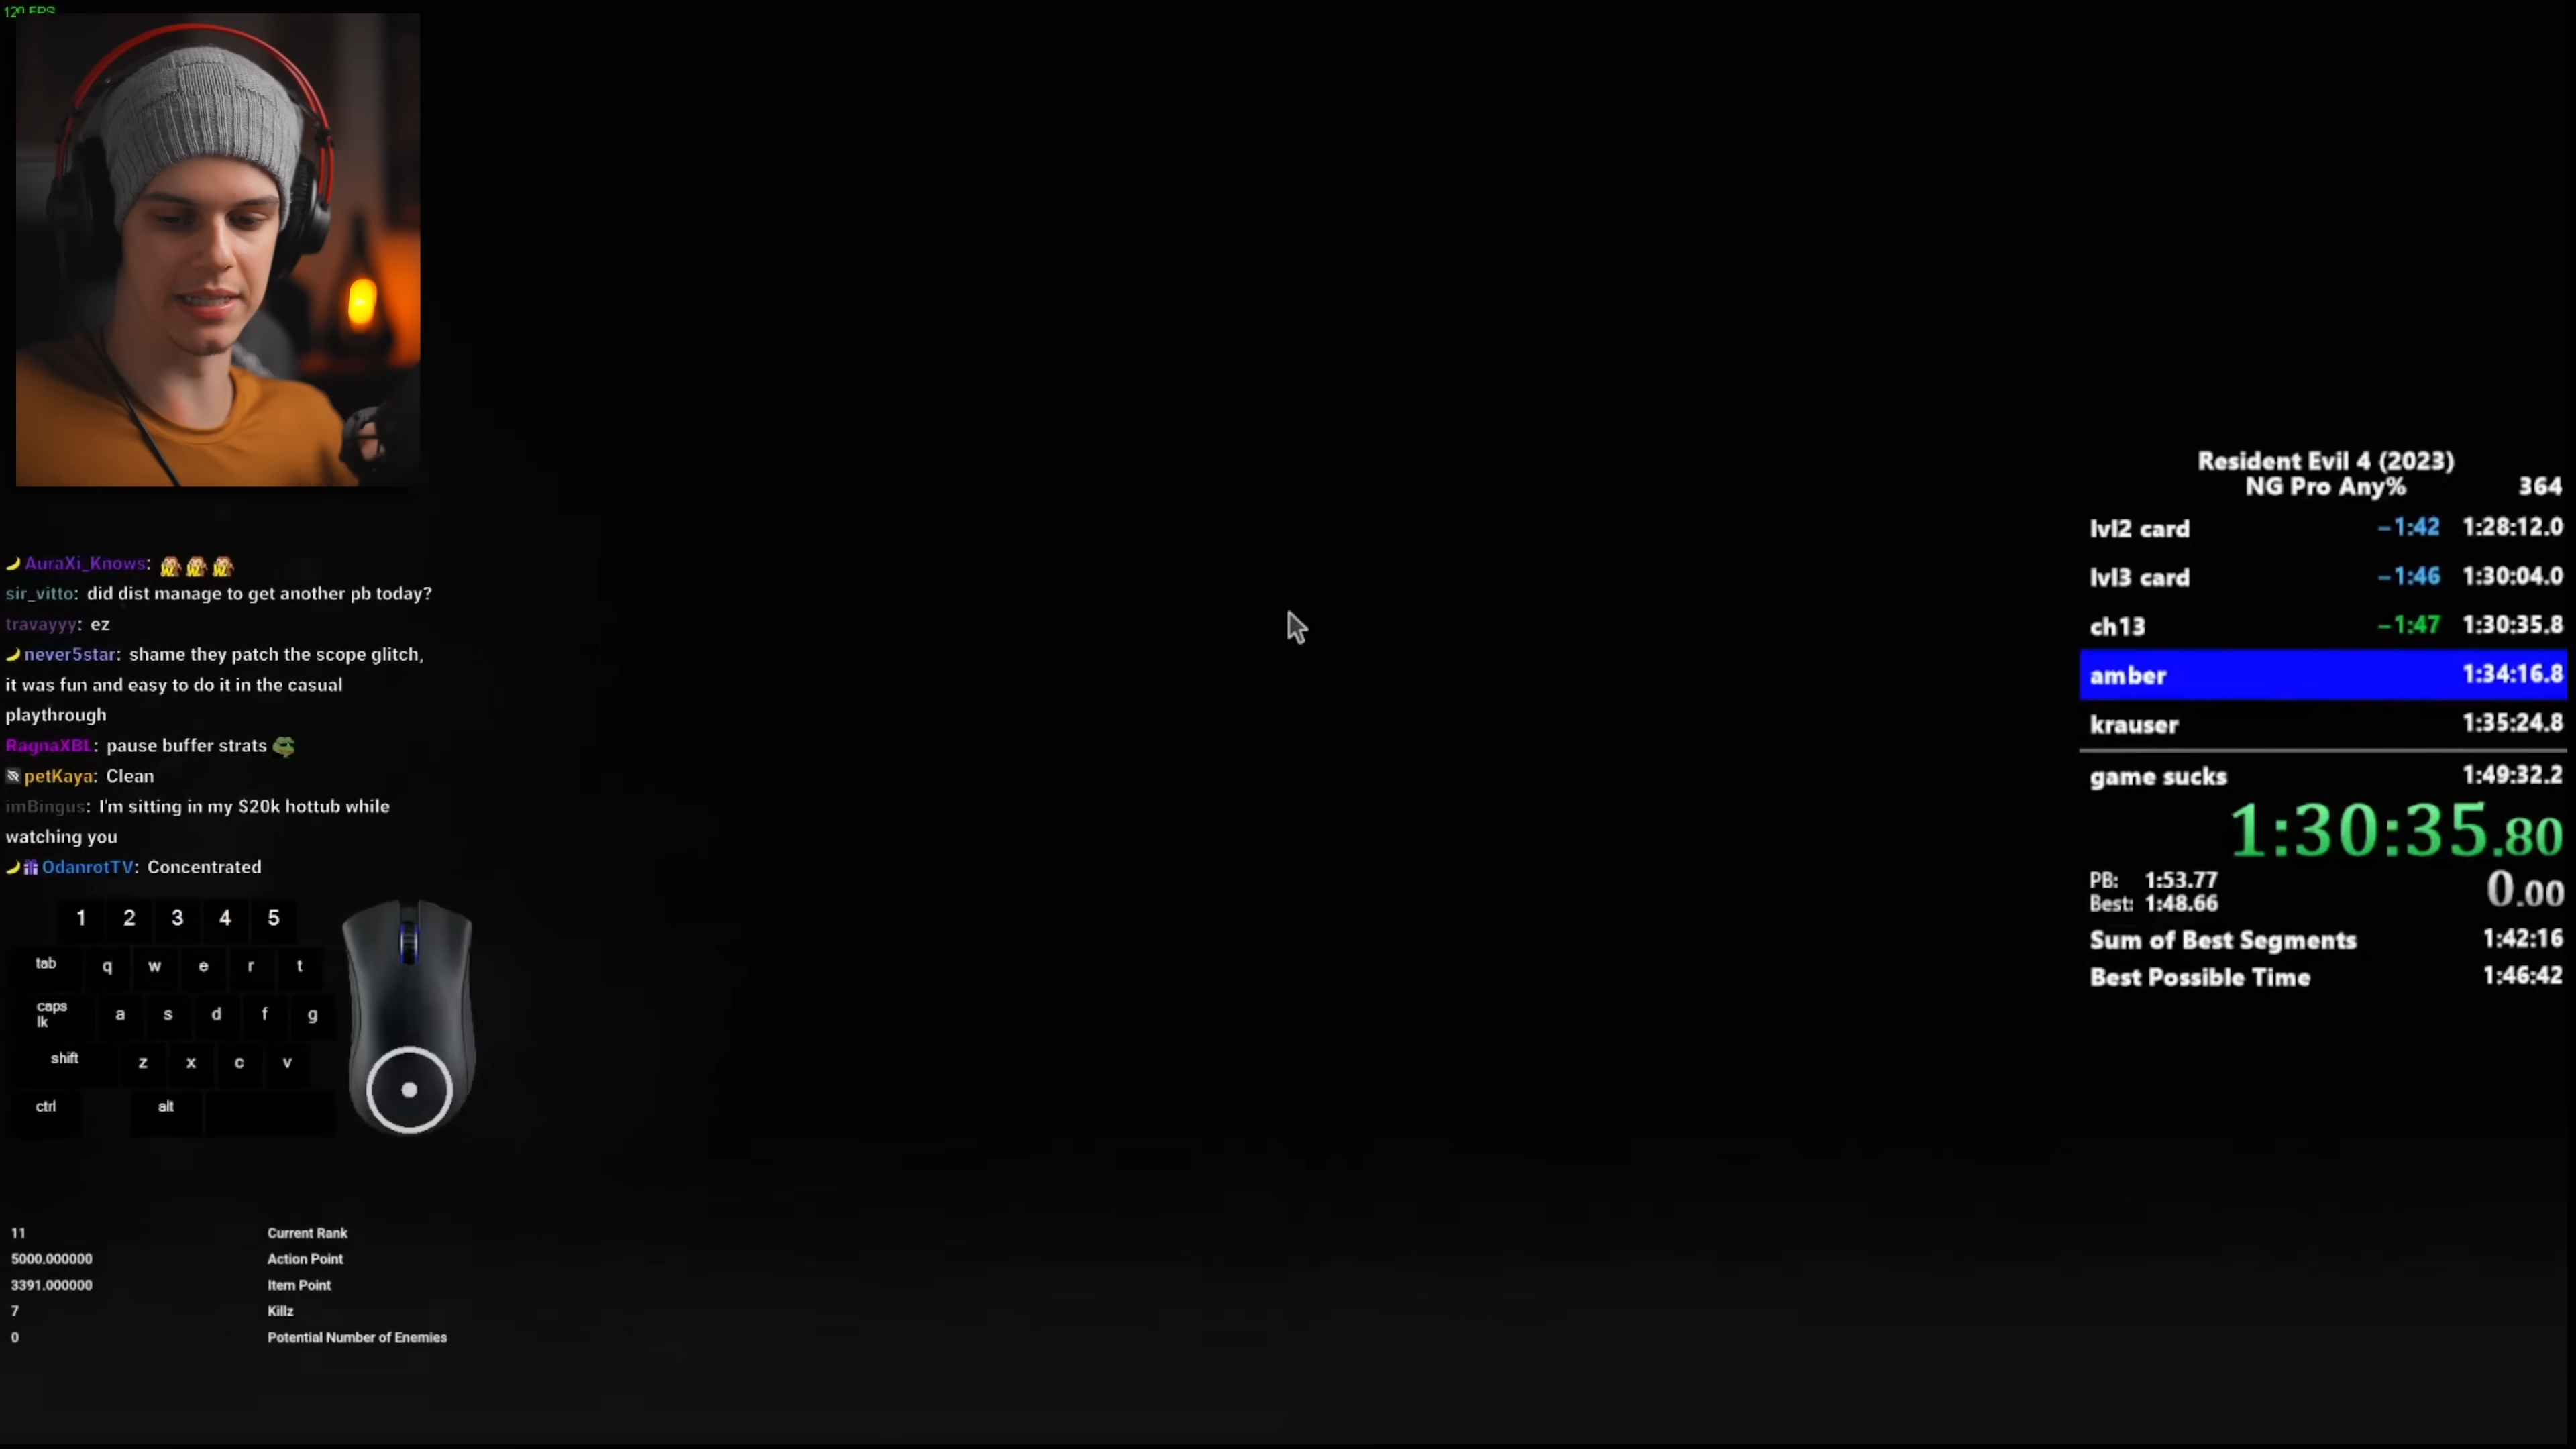 120 FPS
AuraXi_Knows:
sir_vitto: did dist manage to get another pb today?
travayyy: ez
never5star: shame they patch the scope glitch,
it was fun and easy to do it in the casual
playthrough
RagnaXBL: pause buffer strats
petKaya: Clean
imBingus: I'm sitting in my $20k hottub while
watching you
OdanrotTV: Concentrated
1 2 3 4 5
tab q w e r t
caps
lk a s d f g
shift z x c v
ctrl alt
11 Current Rank
5000.000000 Action Point
3391.000000 Item Point
7 Killz
0 Potential Number of Enemies
Resident Evil 4 (2023)
NG Pro Any% 364
lvl2 card −1:42 1:28:12.0
lvl3 card −1:46 1:30:04.0
ch13 −1:47 1:30:35.8
amber 1:34:16.8
krauser 1:35:24.8
game sucks 1:49:32.2
1:30:35.80
PB: 1:53.77
Best: 1:48.66
0.00
Sum of Best Segments 1:42:16
Best Possible Time 1:46:42